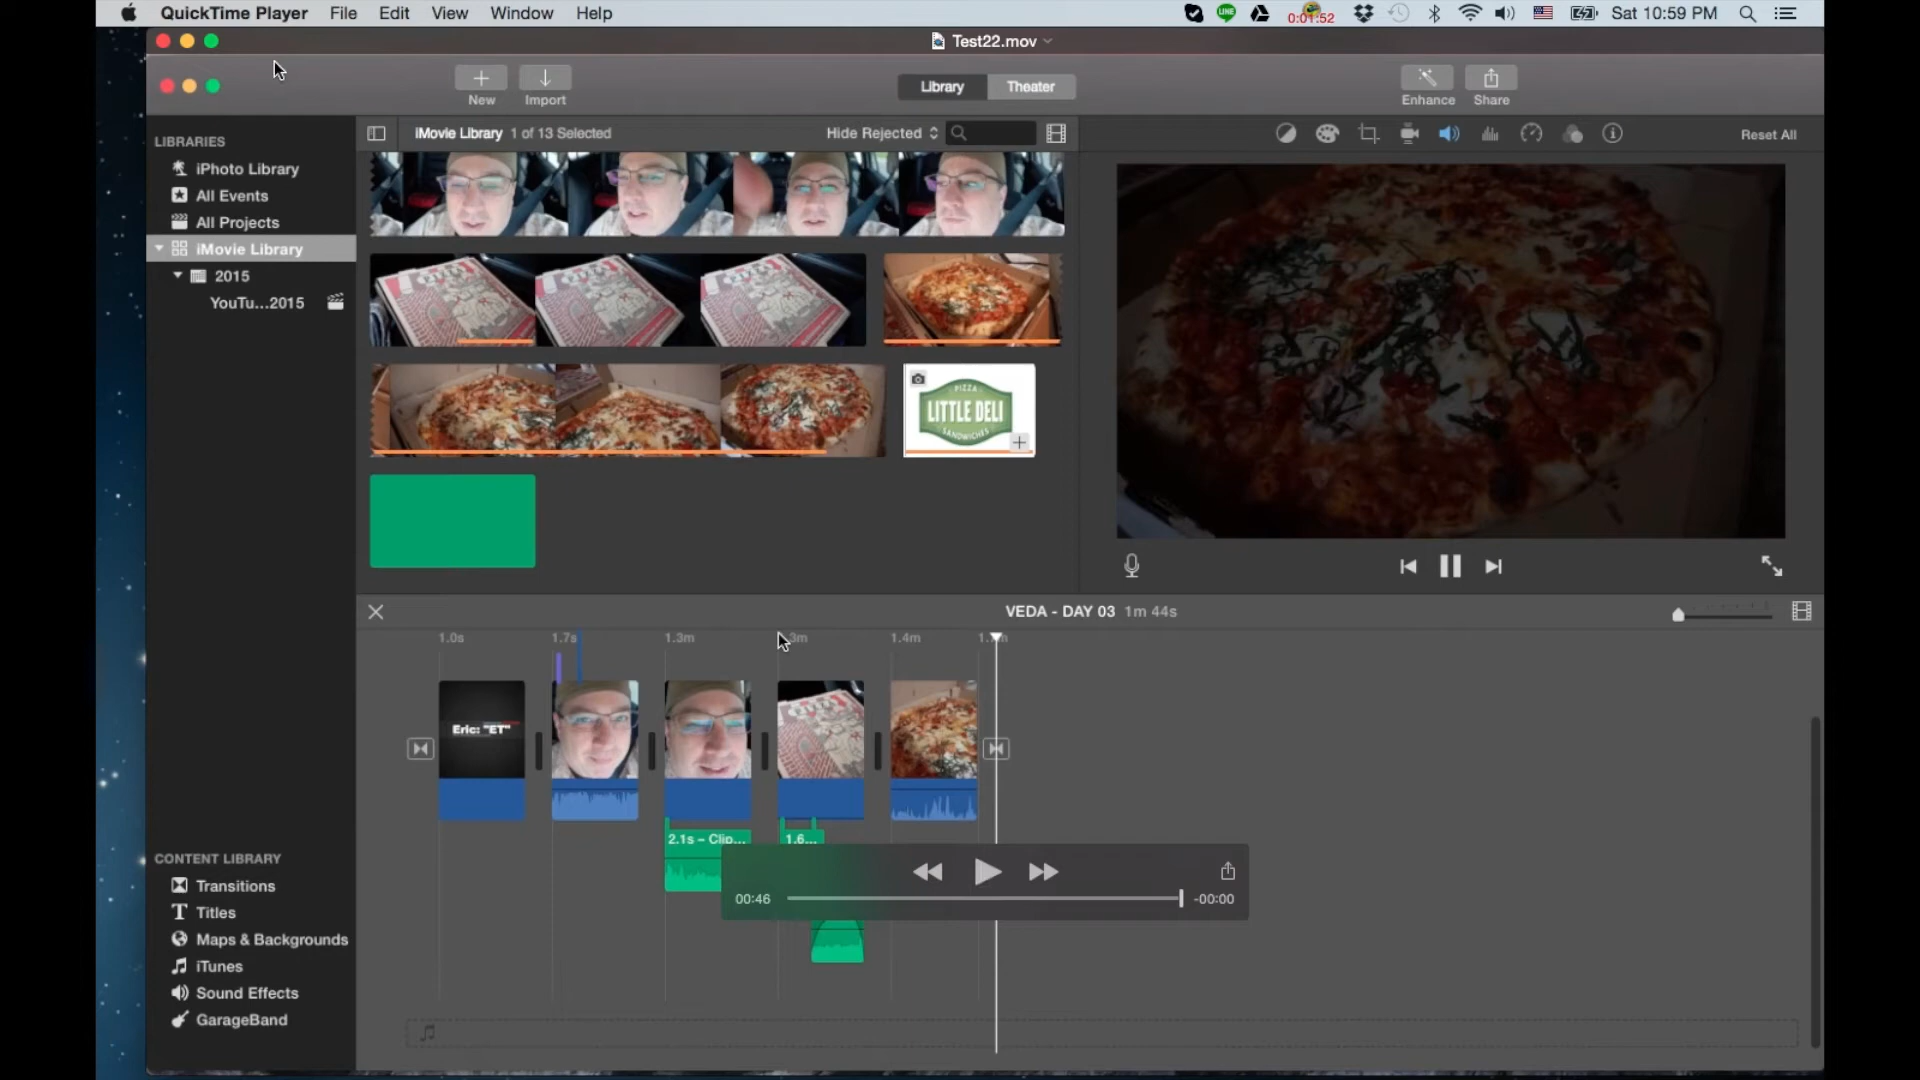 QuickTime Player File Edit View Window Help
LINE
0:01:52
Sat 10:59 PM
Test22.mov
New
Import
Library
Theater
Enhance
Share
LIBRARIES
iPhoto Library
All Events
All Projects
iMovie Library
2015
YouTu...2015
iMovie Library 1 of 13 Selected
Hide Rejected
Reset All
PIZZA
LITTLE DELI
SANDWICHES
VEDA - DAY 03 1m 44s
1.0s
1.7s
1.3m
1.4m
Eric: "ET"
2.1s – Clip...
1.6...
00:46
-00:00
CONTENT LIBRARY
Transitions
Titles
Maps & Backgrounds
iTunes
Sound Effects
GarageBand